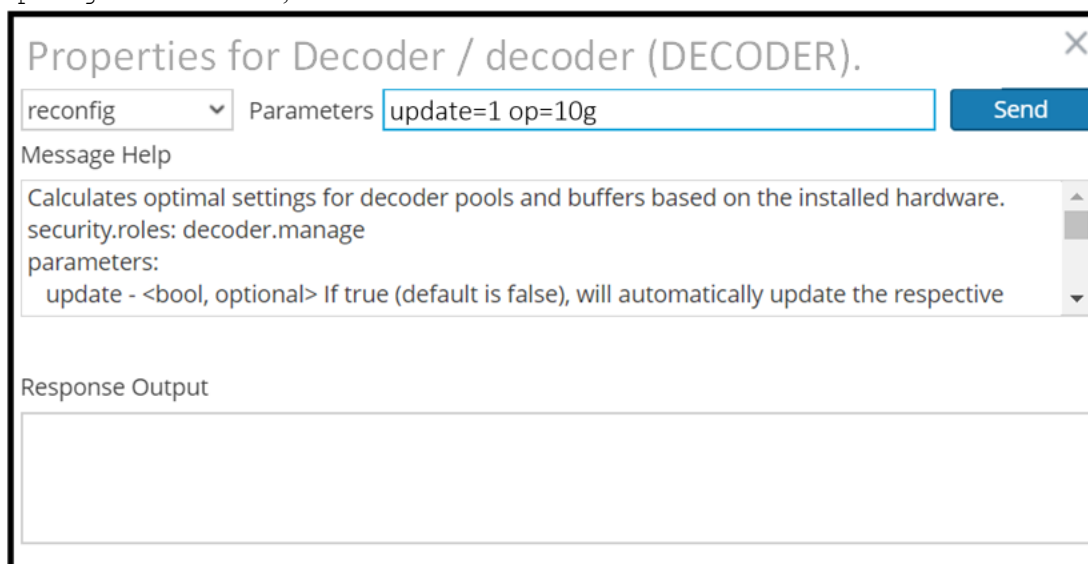 Properties for Decoder / decoder (DECODER).
reconfig Parameters update=1 op=10g Send
Message Help
Calculates optimal settings for decoder pools and buffers based on the installed hardware.
security.roles: decoder.manage
parameters:
update - <bool, optional> If true (default is false), will automatically update the respective
Response Output